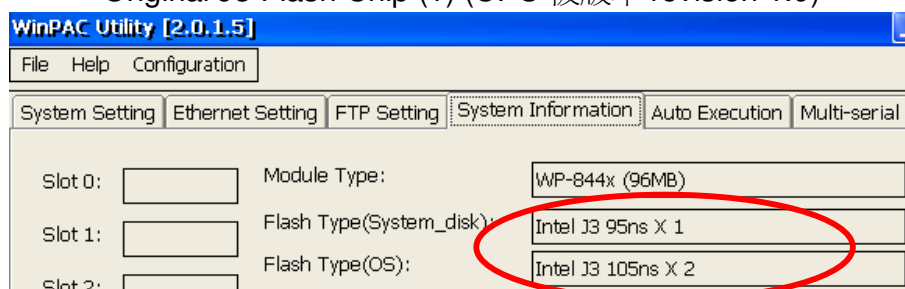 WinPAC Utility [2.0.1.5]
File Help Configuration
System Setting Ethernet Setting FTP Setting System Information Auto Execution Multi-serial
Slot 0:
Module Type:
WP-844x (96MB)
Slot 1:
Flash Type(System_disk):
Intel J3 95ns X 1
Flash Type(OS):
Intel J3 105ns X 2
Slot 2: